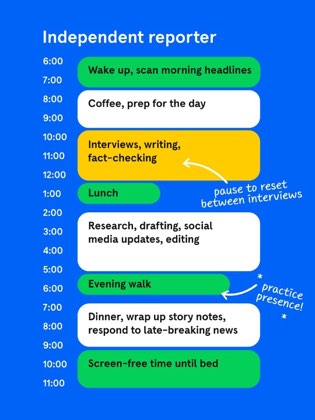 Independent reporter
6:00
Wake up, scan morning headlines
7:00
8:00
Coffee, prep for the day
9:00
10:00
Interviews, writing,
11:00
fact-checking
12:00
pause to reset
between interviews
1:00
Lunch
2:00
Research, drafting, social
3:00
media updates, editing
4:00
5:00
Evening walk
6:00
practice
presence!
7:00
Dinner, wrap up story notes,
8:00
respond to late-breaking news
9:00
10:00
Screen-free time until bed
11:00